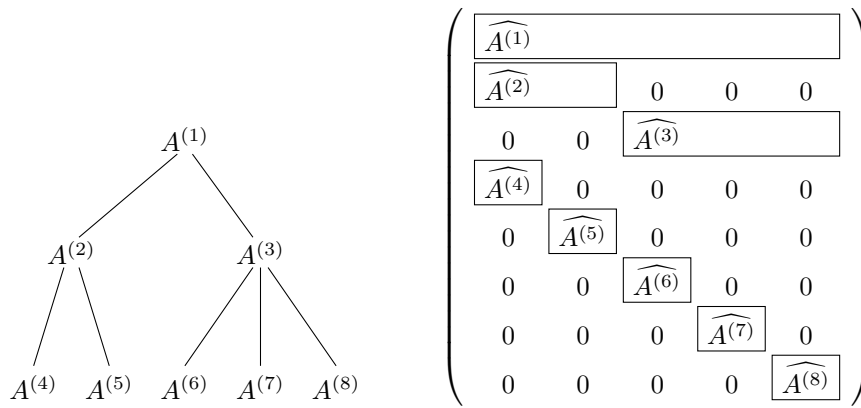 A^{(1)}
A^{(2)} A^{(3)}
A^{(4)} A^{(5)} A^{(6)} A^{(7)} A^{(8)}
\widehat{A^{(1)}}
\widehat{A^{(2)}} 0 0 0
0 0 \widehat{A^{(3)}}
\widehat{A^{(4)}} 0 0 0 0
0 \widehat{A^{(5)}} 0 0 0
0 0 \widehat{A^{(6)}} 0 0
0 0 0 \widehat{A^{(7)}} 0
0 0 0 0 \widehat{A^{(8)}}